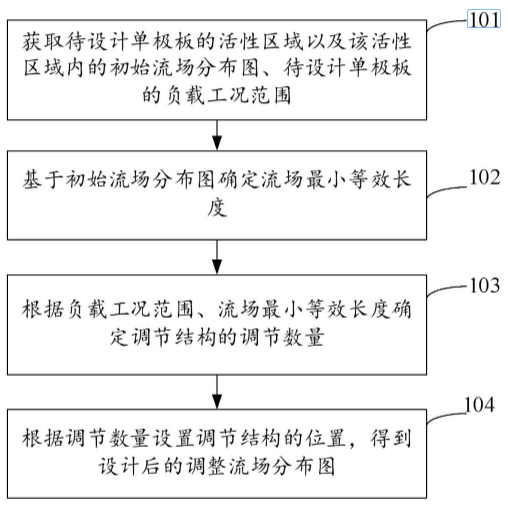 101
获取待设计单极板的活性区域以及该活性
区域内的初始流场分布图、待设计单极板
的负载工况范围
102
基于初始流场分布图确定流场最小等效长
度
103
根据负载工况范围、流场最小等效长度确
定调节结构的调节数量
104
根据调节数量设置调节结构的位置，得到
设计后的调整流场分布图